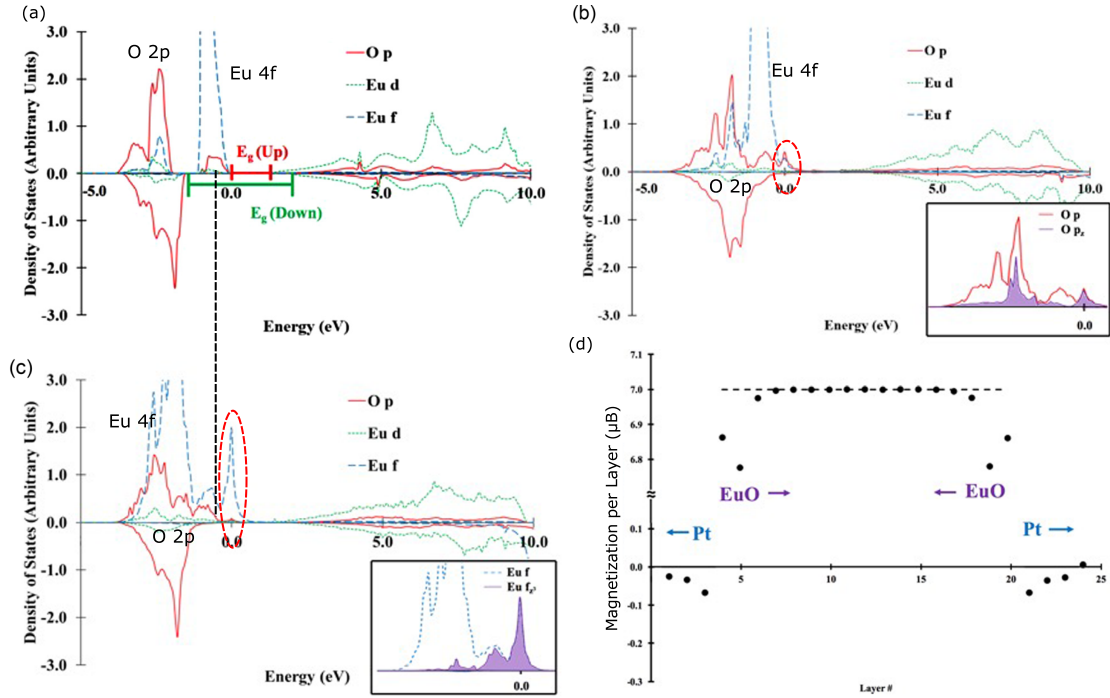 (a)
Density of States (Arbitrary Units)
3.0
2.0
1.0
0.0
-1.0
-2.0
-3.0
O 2p
Eu 4f
O p
Eu d
Eu f
Eg (Up)
Eg (Down)
-5.0
0.0
5.0
10.0
Energy (eV)
(b)
Density of States (Arbitrary Units)
3.0
2.0
1.0
0.0
-1.0
-2.0
-3.0
Eu 4f
O 2p
O p
Eu d
Eu f
-5.0
0.0
5.0
10.0
Energy (eV)
O p
O pz
0.0
(c)
Density of States (Arbitrary Units)
3.0
2.0
1.0
0.0
-1.0
-2.0
-3.0
Eu 4f
O 2p
O p
Eu d
Eu f
0.0
5.0
10.0
Energy (eV)
Eu f
Eu fz³
0.0
(d)
Magnetization per Layer (μB)
7.1
7.0
6.9
6.8
0.1
0.0
-0.1
-0.2
-0.3
EuO
EuO
Pt
Pt
5
10
15
20
25
Layer #